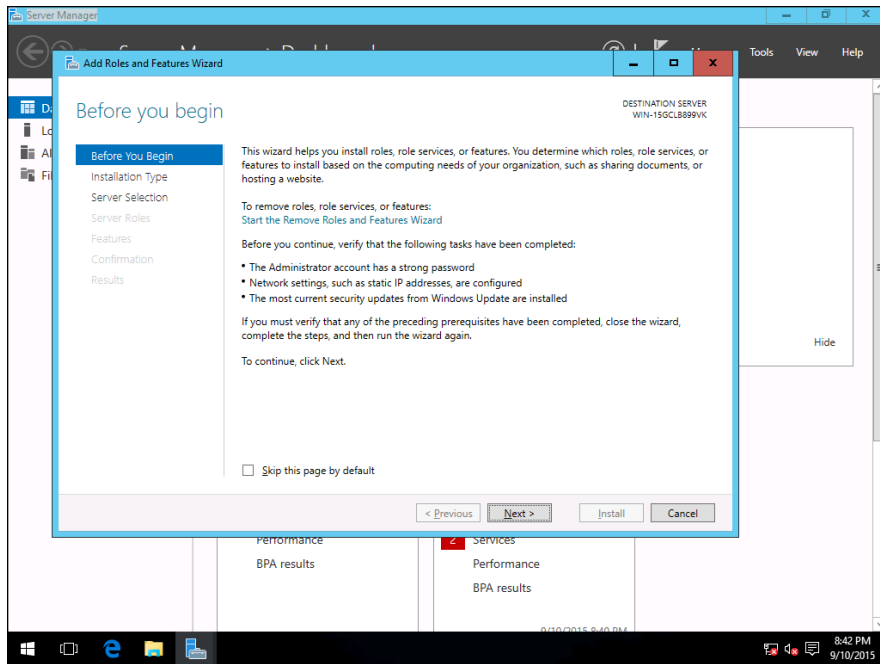 Server Manager
Tools View Help
Add Roles and Features Wizard
Before you begin
DESTINATION SERVER
WIN-15GCLB899VK
Before You Begin
Installation Type
Server Selection
Server Roles
Features
Confirmation
Results
This wizard helps you install roles, role services, or features. You determine which roles, role services, or
features to install based on the computing needs of your organization, such as sharing documents, or
hosting a website.
To remove roles, role services, or features:
Start the Remove Roles and Features Wizard
Before you continue, verify that the following tasks have been completed:
• The Administrator account has a strong password
• Network settings, such as static IP addresses, are configured
• The most current security updates from Windows Update are installed
If you must verify that any of the preceding prerequisites have been completed, close the wizard,
complete the steps, and then run the wizard again.
To continue, click Next.
Skip this page by default
< Previous Next > Install Cancel
Hide
Performance
BPA results
2 Services
Performance
BPA results
9/10/2015 8:40 PM
8:42 PM
9/10/2015